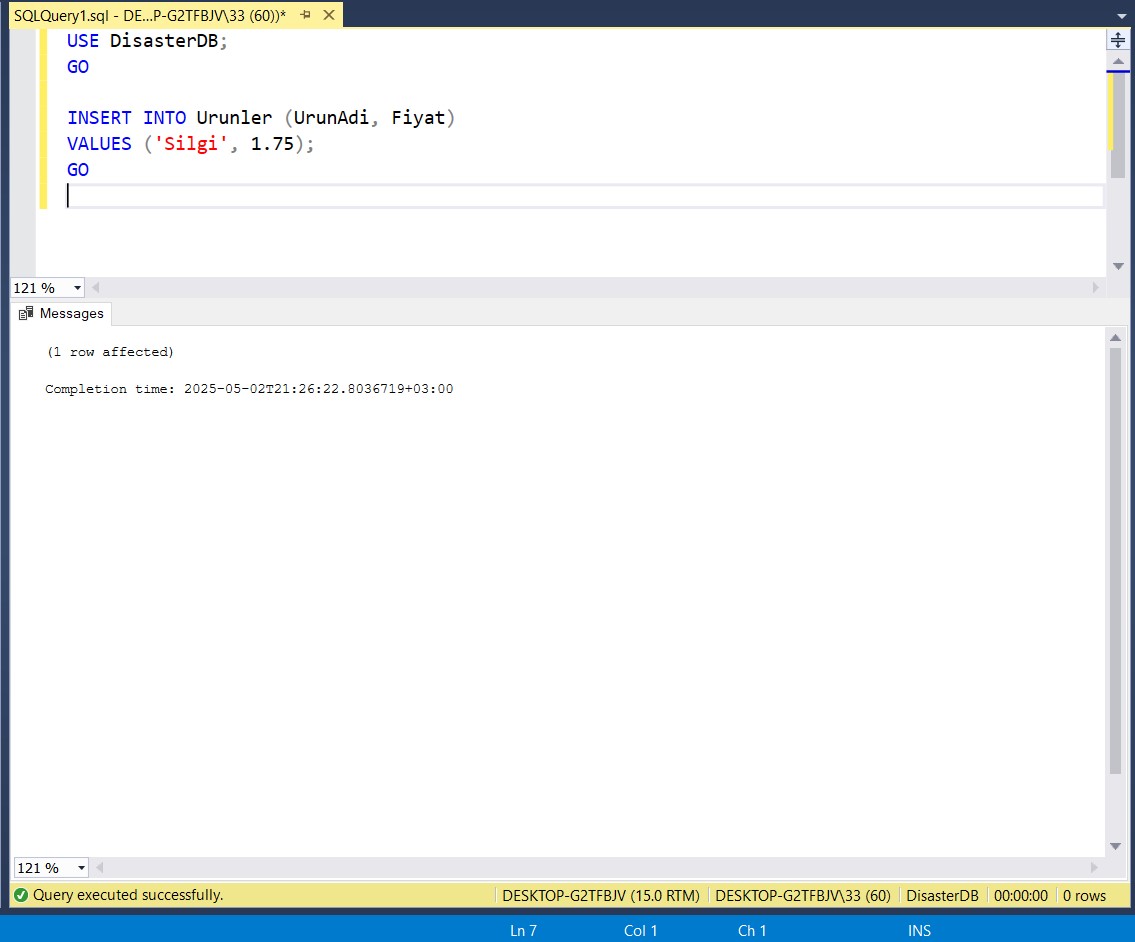 SQLQuery1.sql - DE...P-G2TFBJV\33 (60))*
USE DisasterDB;
GO
INSERT INTO Urunler (UrunAdi, Fiyat)
VALUES ('Silgi', 1.75);
GO
121 %
Messages
(1 row affected)
Completion time: 2025-05-02T21:26:22.8036719+03:00
121 %
Query executed successfully. DESKTOP-G2TFBJV (15.0 RTM) DESKTOP-G2TFBJV\33 (60) DisasterDB 00:00:00 0 rows
Ln 7 Col 1 Ch 1 INS